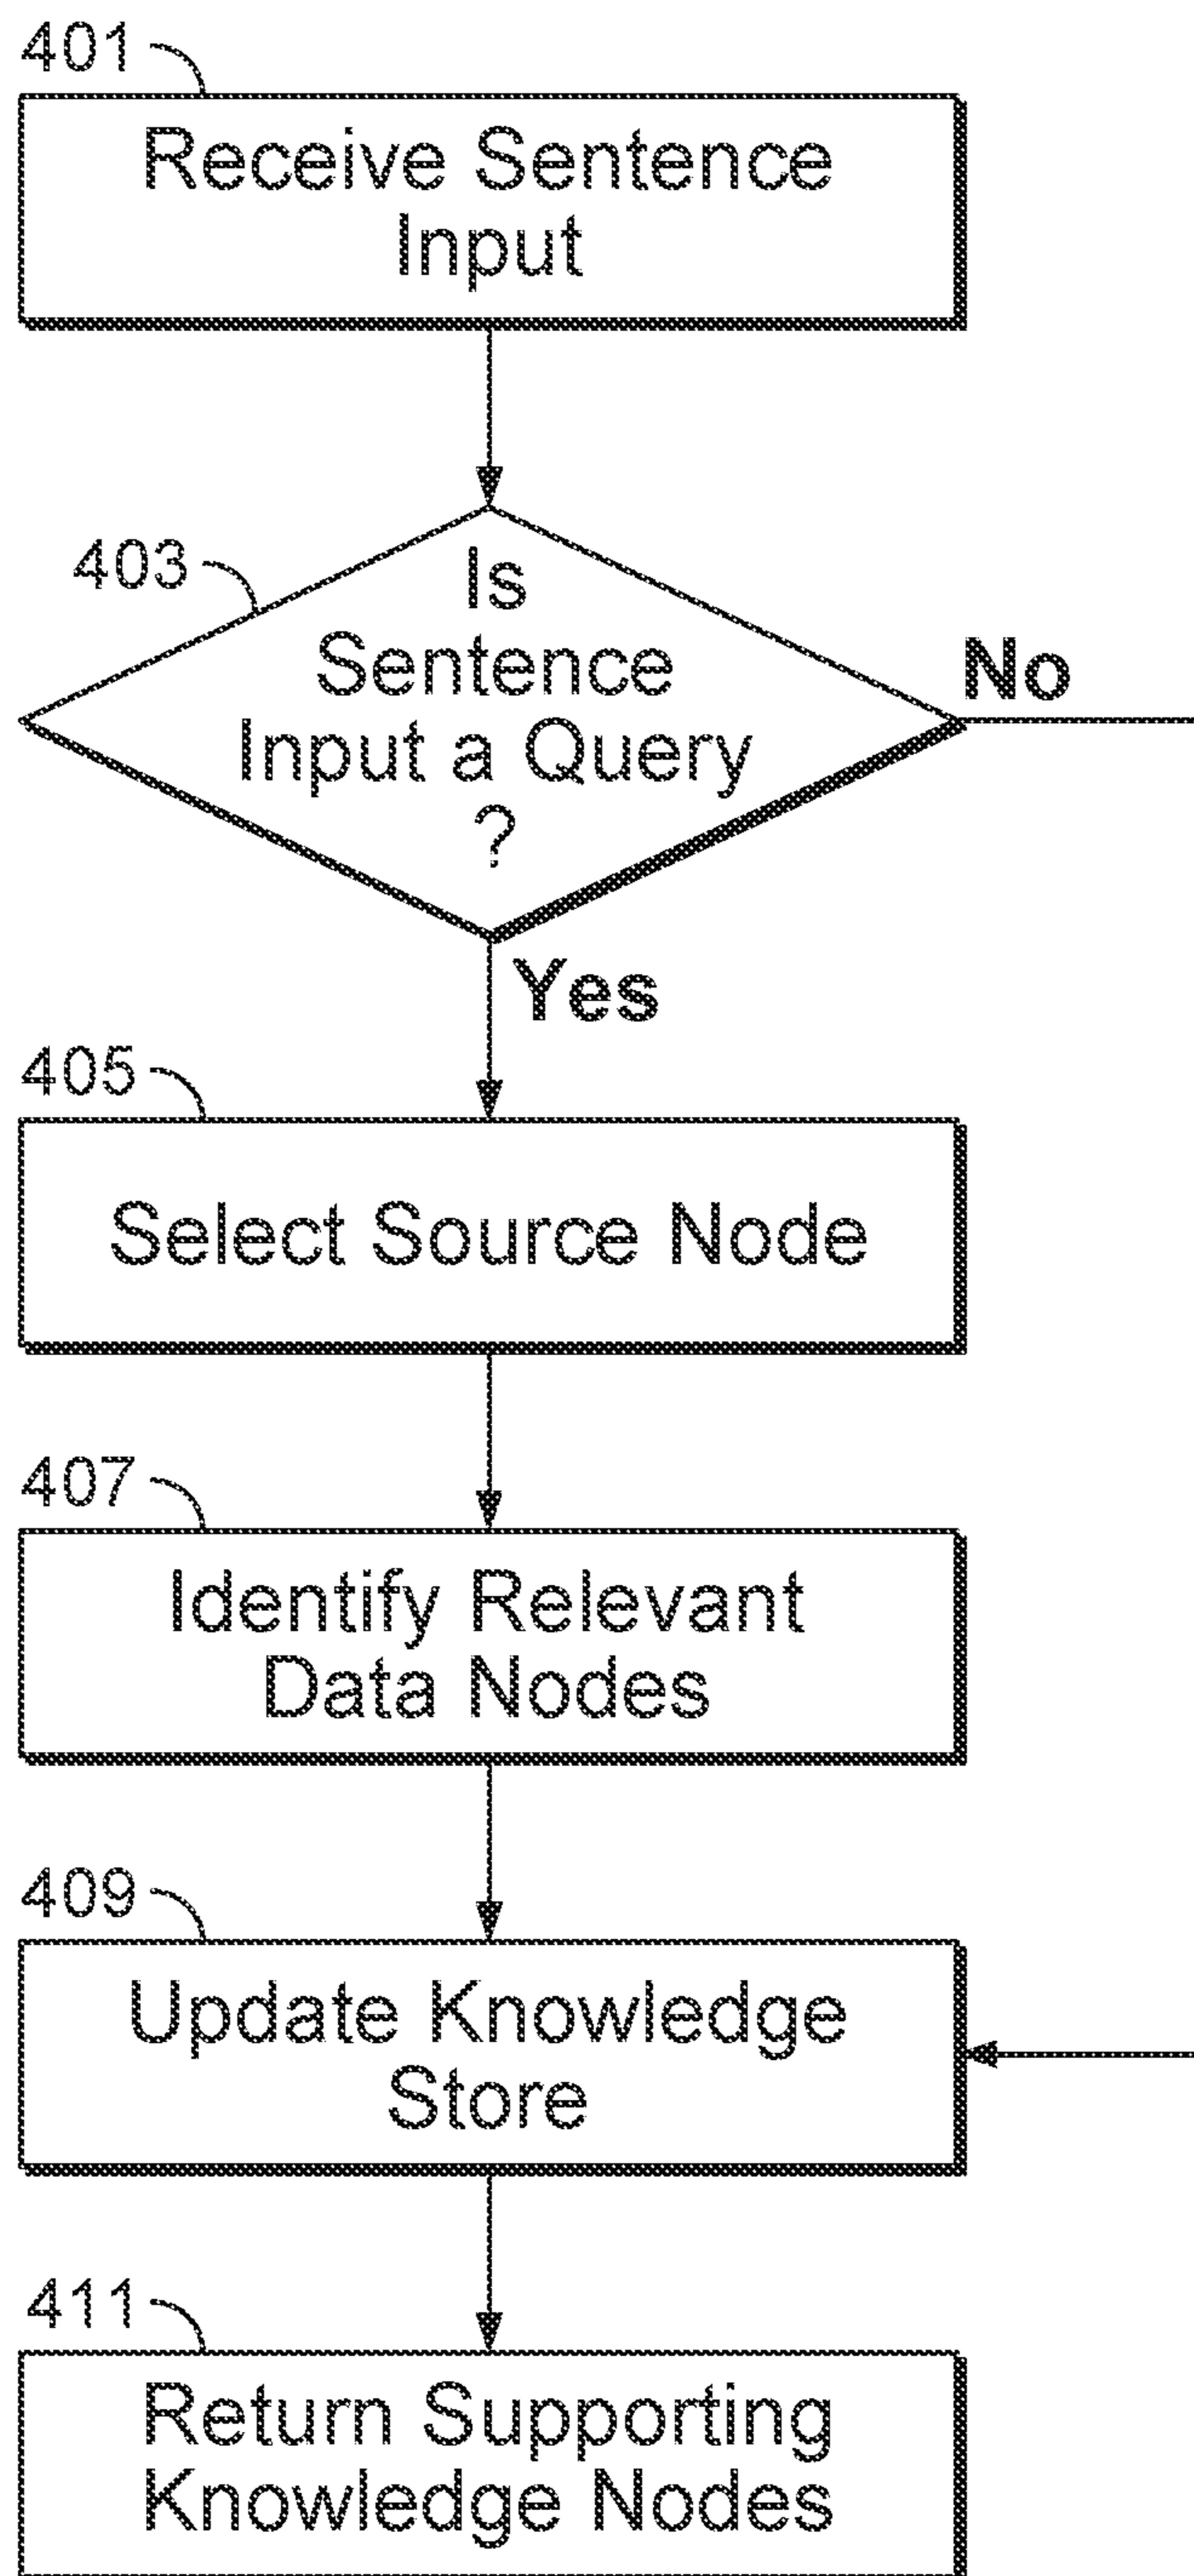 401
Receive Sentence
Input
403
Is
Sentence
Input a Query
?
No
Yes
405
Select Source Node
407
Identify Relevant
Data Nodes
409
Update Knowledge
Store
411
Return Supporting
Knowledge Nodes